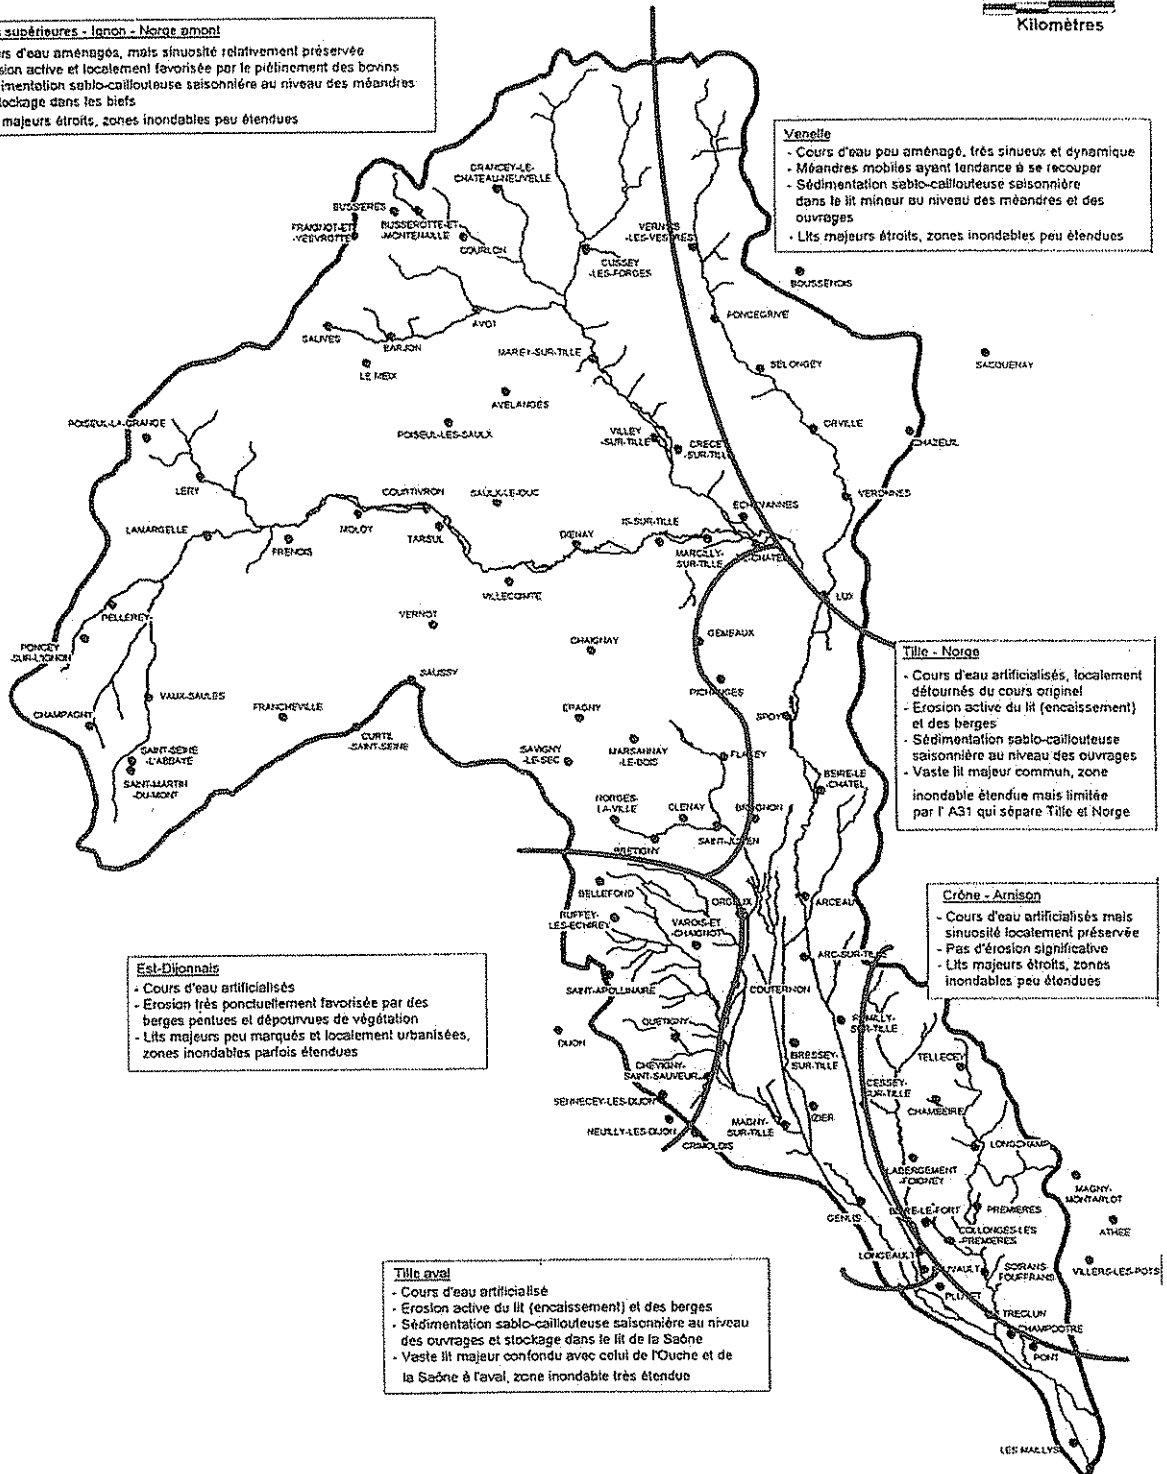 Kilomètres
s supérieures - Ignon - Norge amont
rs d'eau aménagés, mais sinuosité relativement préservée
sion active et localement favorisée par le piétinement des bovins
imentation sablo-caillouteuse saisonnière au niveau des méandres
tockage dans les biefs
majeurs étroits, zones inondables peu étendues
Venelle
- Cours d'eau peu aménagé, très sinueux et dynamique
- Méandres mobiles ayant tendance à se recouper
- Sédimentation sablo-caillouteuse saisonnière
dans le lit mineur au niveau des méandres et des
ouvrages
- Lits majeurs étroits, zones inondables peu étendues
GRANCEY-LE-
CHATEAU-NEUVELLE
BUSSIERES
BUSSEROTTE-ET-
MONTENAILLE
COURLON
CUSSEY
-LES-FORGES
BOUSSENOIS
FONCEGRIVE
AVOT
SALIVES
BARJON
LE MEIX
MAREY-SUR-TILLE
SELONGEY
SACQUENAY
AVELANGES
POISEUL-LA-GRANGE
POISEUL-LES-SAULX
VILLEY
-SUR-TILLE
CRECEY
-SUR-TILLE
ORVILLE
CHAZEUIL
LERY
COURTIVRON
SAULX-LE-DUC
ECHEVANNES
VERONNES
LAMARGELLE
MOLOY
TARSUL
DIENAY
IS-SUR-TILLE
MARCILLY-
SUR-TILLE
FRENOIS
VILLECOMTE
LUX
PELLEREY
VERNOT
GEMEAUX
PONCEY
-SUR-L'IGNON
CHAIGNAY
SAUSSY
PICHANGES
VAUX-SAULES
FRANCHEVILLE
EPAGNY
SPOY
CHAMPAGNY
CURTIL
-SAINT-SEINE
SAVIGNY
-LE-SEC
MARSANNAY
-LE-BOIS
FLACEY
SAINT-SEINE
-L'ABBAYE
SAINT-MARTIN
-DU-MONT
BEIRE-LE
-CHATEL
Tille - Norge
- Cours d'eau artificialisés, localement
détournés du cours originel
- Erosion active du lit (encaissement)
et des berges
- Sédimentation sablo-caillouteuse
saisonnière au niveau des ouvrages
- Vaste lit majeur commun, zone
inondable étendue mais limitée
par l' A31 qui sépare Tille et Norge
NORGES-
LA-VILLE
CLENAY
BRETIGNY
SAINT-JULIEN
BELLEFOND
ORGEUX
ARCEAU
RUFFEY-
LES-ECHIREY
VAROIS-ET
-CHAIGNOT
Crône - Arnison
- Cours d'eau artificialisés mais
sinuosité localement préservée
- Pas d'érosion significative
- Lits majeurs étroits, zones
inondables peu étendues
ARC-SUR-TILLE
Est-Dijonnais
- Cours d'eau artificialisés
- Erosion très ponctuellement favorisée par des
berges pentues et dépourvues de végétation
- Lits majeurs peu marqués et localement urbanisées,
zones inondables parfois étendues
SAINT-APOLLINAIRE
COUTERNON
QUETIGNY
REMILLY-
SUR-TILLE
DIJON
BRESSEY-
SUR-TILLE
TELLECEY
CHEVIGNY-
SAINT-SAUVEUR
CESSEY-
SUR-TILLE
SENNECEY-LES-DIJON
CHAMBEIRE
IZIER
NEUILLY-LES-DIJON
CRIMOLOIS
MAGNY-
SUR-TILLE
LONGCHAMP
LABERGEMENT
-FOIGNEY
MAGNY-
MONTARLOT
GENLIS
BEIRE-LE-FORT
PREMIERES
ATHEE
COLLONGES-LES
-PREMIERES
LONGEAULT
SOIRANS-
FOUFFRANS
VILLERS-LES-POTS
PLUVAULT
PLUVET
TRECLUN
CHAMPDOTRE
PONT
Tille aval
- Cours d'eau artificialisé
- Erosion active du lit (encaissement) et des berges
- Sédimentation sablo-caillouteuse saisonnière au niveau
des ouvrages et stockage dans le lit de la Saône
- Vaste lit majeur confondu avec celui de l'Ouche et de
la Saône à l'aval, zone inondable très étendue
LES MAILLYS